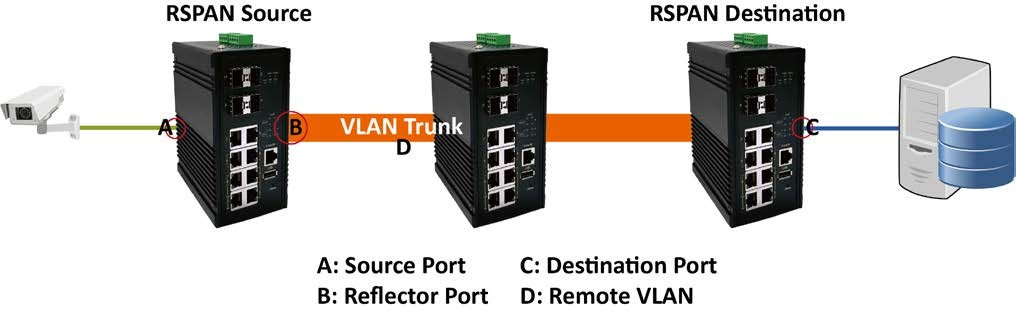 RSPAN Source
RSPAN Destination
A
B
VLAN Trunk
D
C
A: Source Port
C: Destination Port
B: Reflector Port
D: Remote VLAN